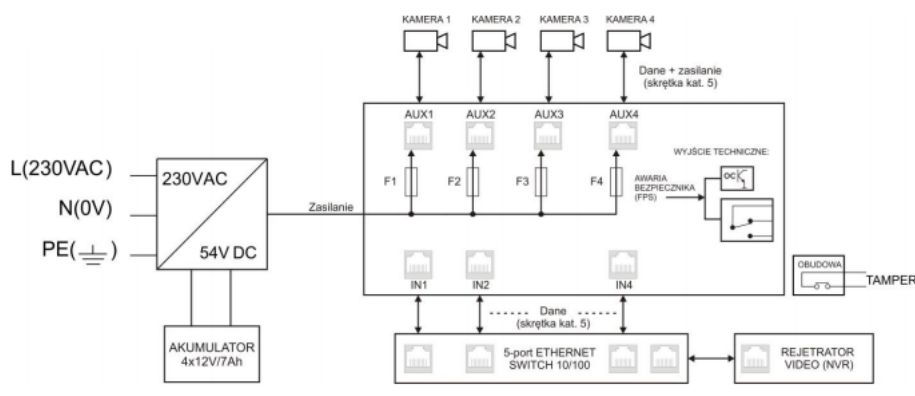 KAMERA 1
KAMERA 2
KAMERA 3
KAMERA 4
Dane + zasilanie
(skrętka kat. 5)
AUX1
AUX2
AUX3
AUX4
WYJŚCIE TECHNICZNE:
L(230VAC)
230VAC
F1
F2
F3
F4
AWARIA
BEZPIECZNIKA
(FPS)
OC
N(0V)
Zasilanie
PE( )
54V DC
OBUDOWA
TAMPER
IN1
IN2
IN4
Dane
(skrętka kat. 5)
AKUMULATOR
4x12V/7Ah
5-port ETHERNET
SWITCH 10/100
REJETRATOR
VIDEO (NVR)